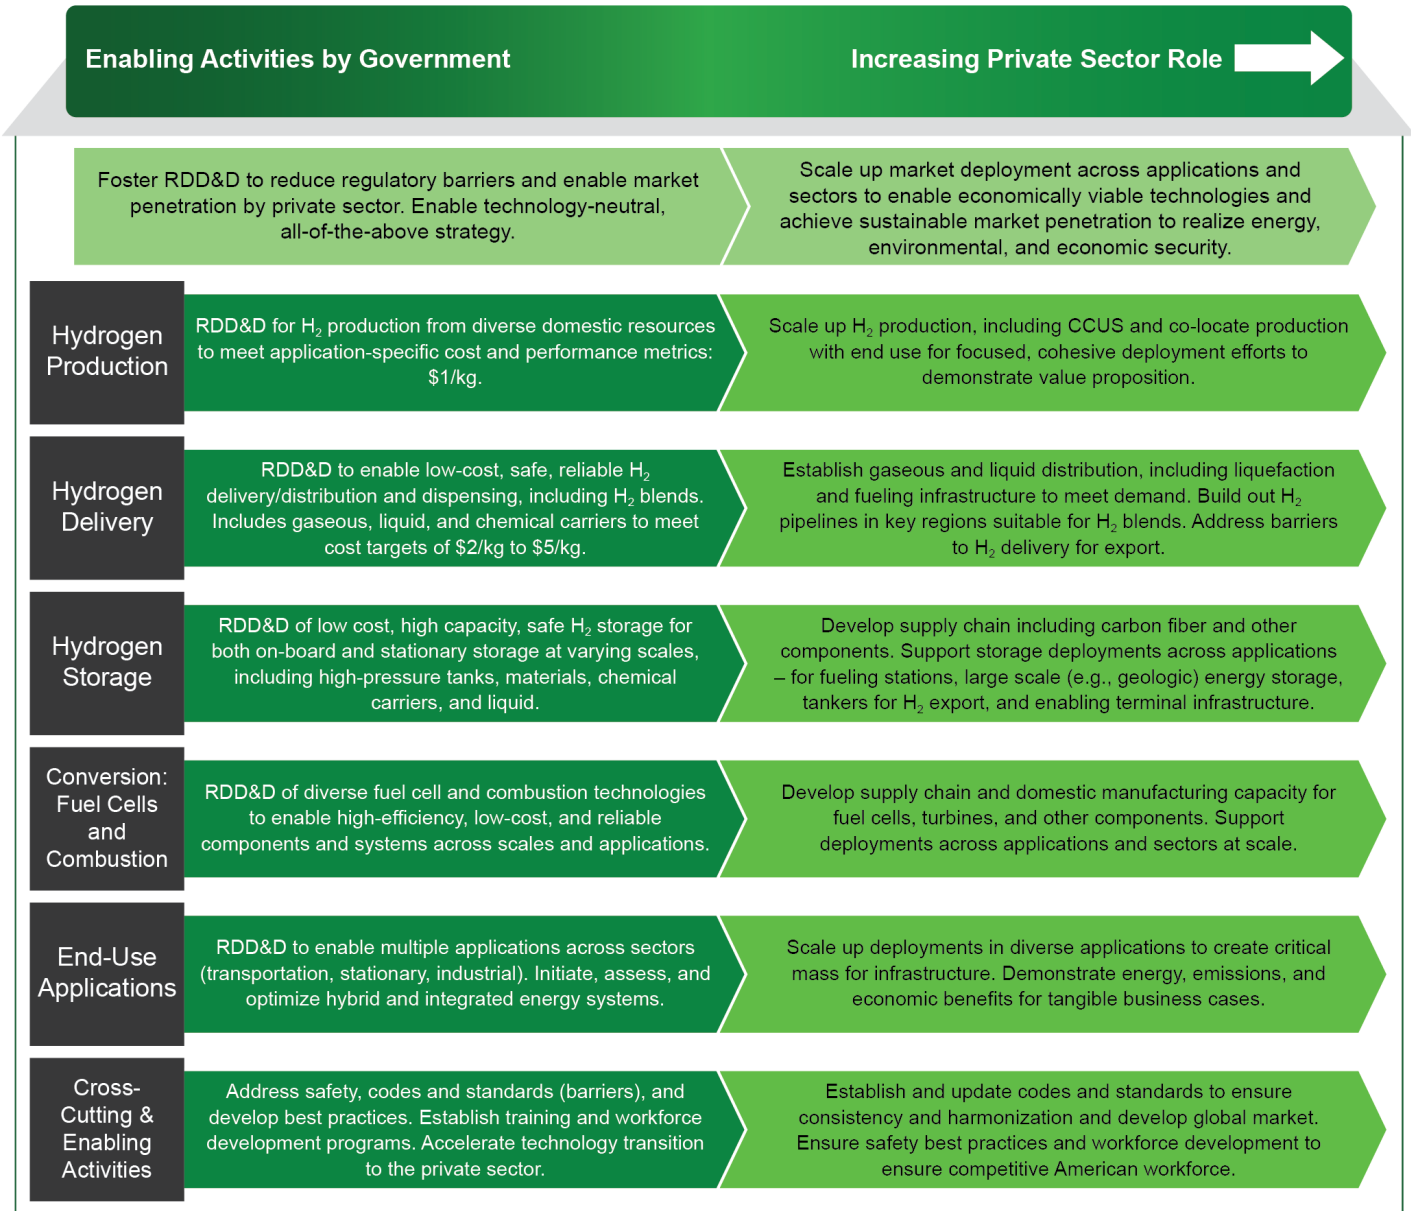 Enabling Activities by Government
Increasing Private Sector Role
Foster RDD&D to reduce regulatory barriers and enable market
penetration by private sector. Enable technology-neutral,
all-of-the-above strategy.
Scale up market deployment across applications and
sectors to enable economically viable technologies and
achieve sustainable market penetration to realize energy,
environmental, and economic security.
Hydrogen
Production
RDD&D for H₂ production from diverse domestic resources
to meet application-specific cost and performance metrics:
$1/kg.
Scale up H₂ production, including CCUS and co-locate production
with end use for focused, cohesive deployment efforts to
demonstrate value proposition.
Hydrogen
Delivery
RDD&D to enable low-cost, safe, reliable H₂
delivery/distribution and dispensing, including H₂ blends.
Includes gaseous, liquid, and chemical carriers to meet
cost targets of $2/kg to $5/kg.
Establish gaseous and liquid distribution, including liquefaction
and fueling infrastructure to meet demand. Build out H₂
pipelines in key regions suitable for H₂ blends. Address barriers
to H₂ delivery for export.
Hydrogen
Storage
RDD&D of low cost, high capacity, safe H₂ storage for
both on-board and stationary storage at varying scales,
including high-pressure tanks, materials, chemical
carriers, and liquid.
Develop supply chain including carbon fiber and other
components. Support storage deployments across applications
– for fueling stations, large scale (e.g., geologic) energy storage,
tankers for H₂ export, and enabling terminal infrastructure.
Conversion:
Fuel Cells
and
Combustion
RDD&D of diverse fuel cell and combustion technologies
to enable high-efficiency, low-cost, and reliable
components and systems across scales and applications.
Develop supply chain and domestic manufacturing capacity for
fuel cells, turbines, and other components. Support
deployments across applications and sectors at scale.
End-Use
Applications
RDD&D to enable multiple applications across sectors
(transportation, stationary, industrial). Initiate, assess, and
optimize hybrid and integrated energy systems.
Scale up deployments in diverse applications to create critical
mass for infrastructure. Demonstrate energy, emissions, and
economic benefits for tangible business cases.
Cross-
Cutting &
Enabling
Activities
Address safety, codes and standards (barriers), and
develop best practices. Establish training and workforce
development programs. Accelerate technology transition
to the private sector.
Establish and update codes and standards to ensure
consistency and harmonization and develop global market.
Ensure safety best practices and workforce development to
ensure competitive American workforce.